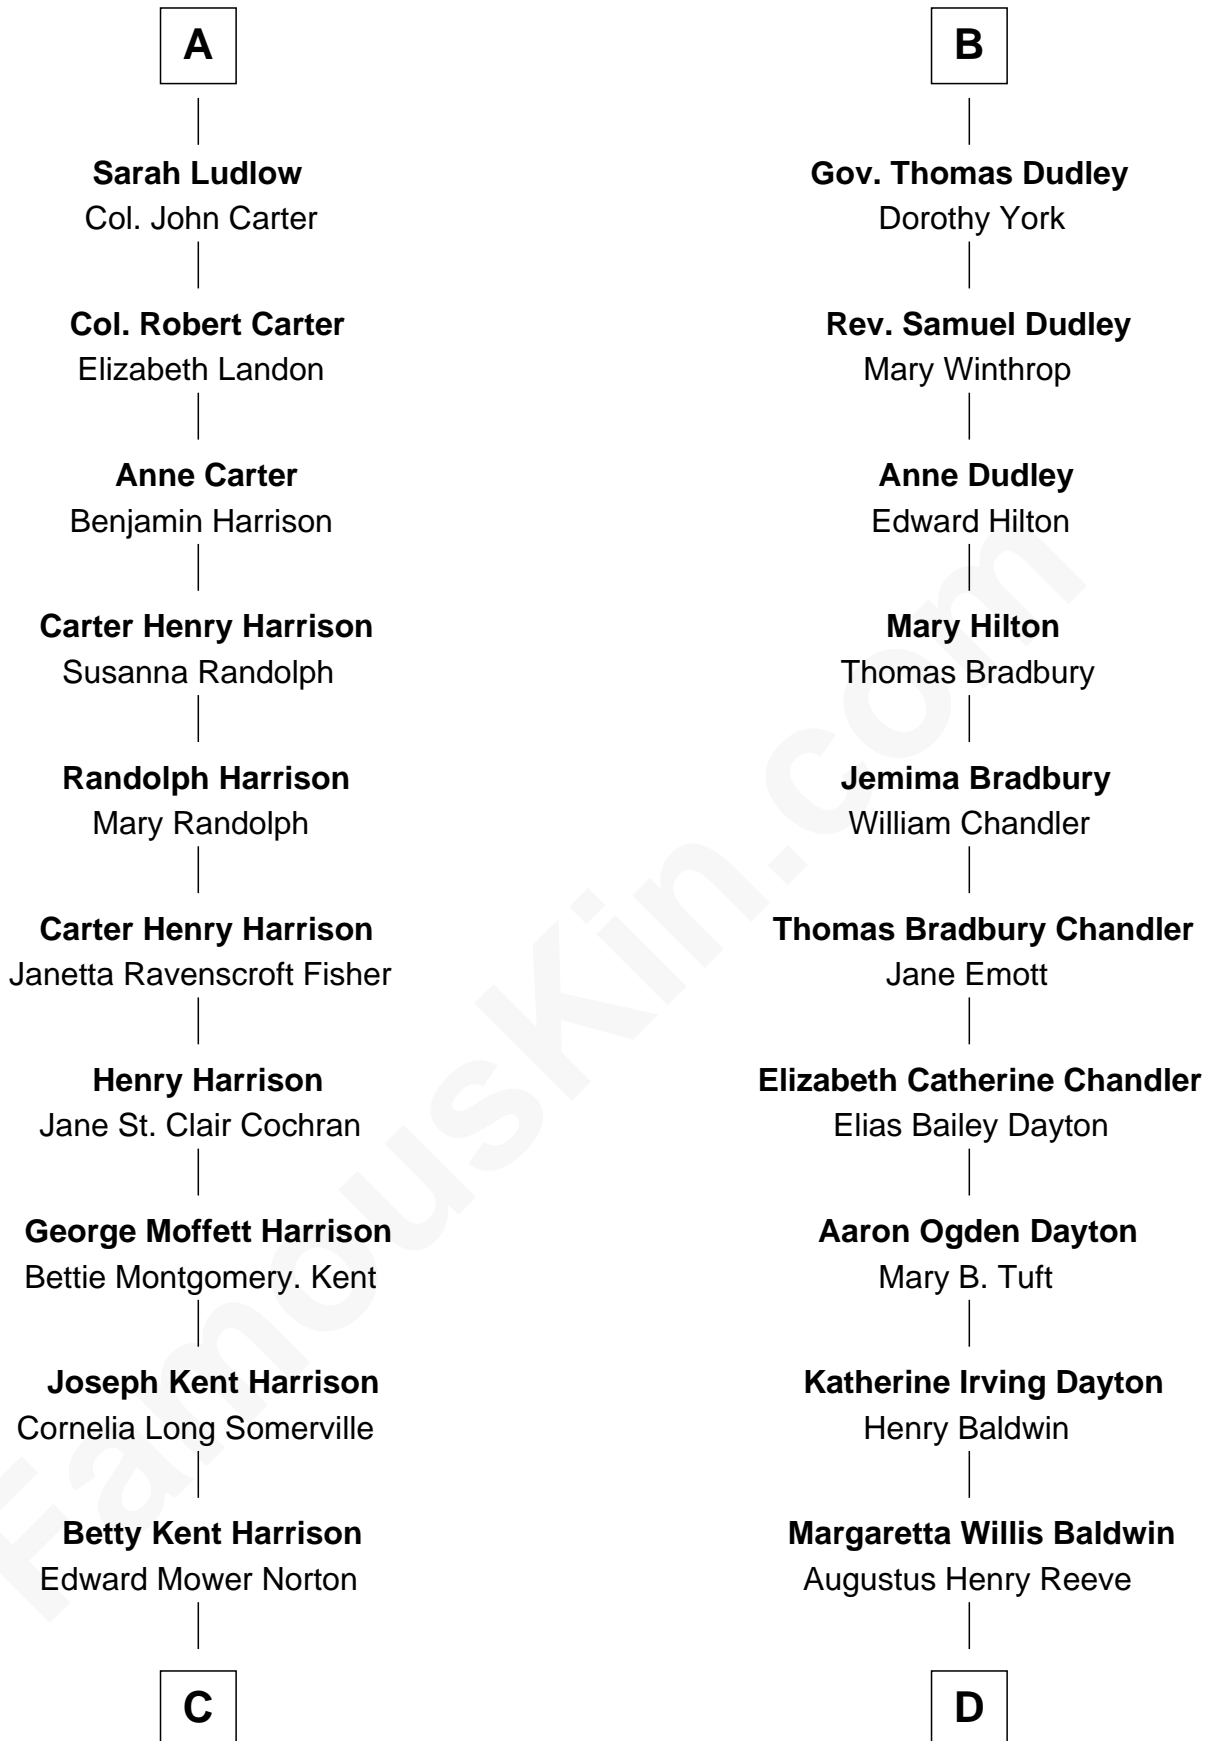 A
Sarah Ludlow
Col. John Carter
Col. Robert Carter
Elizabeth Landon
Anne Carter
Benjamin Harrison
Carter Henry Harrison
Susanna Randolph
Randolph Harrison
Mary Randolph
Carter Henry Harrison
Janetta Ravenscroft Fisher
Henry Harrison
Jane St. Clair Cochran
George Moffett Harrison
Bettie Montgomery. Kent
Joseph Kent Harrison
Cornelia Long Somerville
Betty Kent Harrison
Edward Mower Norton
C
B
Gov. Thomas Dudley
Dorothy York
Rev. Samuel Dudley
Mary Winthrop
Anne Dudley
Edward Hilton
Mary Hilton
Thomas Bradbury
Jemima Bradbury
William Chandler
Thomas Bradbury Chandler
Jane Emott
Elizabeth Catherine Chandler
Elias Bailey Dayton
Aaron Ogden Dayton
Mary B. Tuft
Katherine Irving Dayton
Henry Baldwin
Margaretta Willis Baldwin
Augustus Henry Reeve
D
FamousKin.com